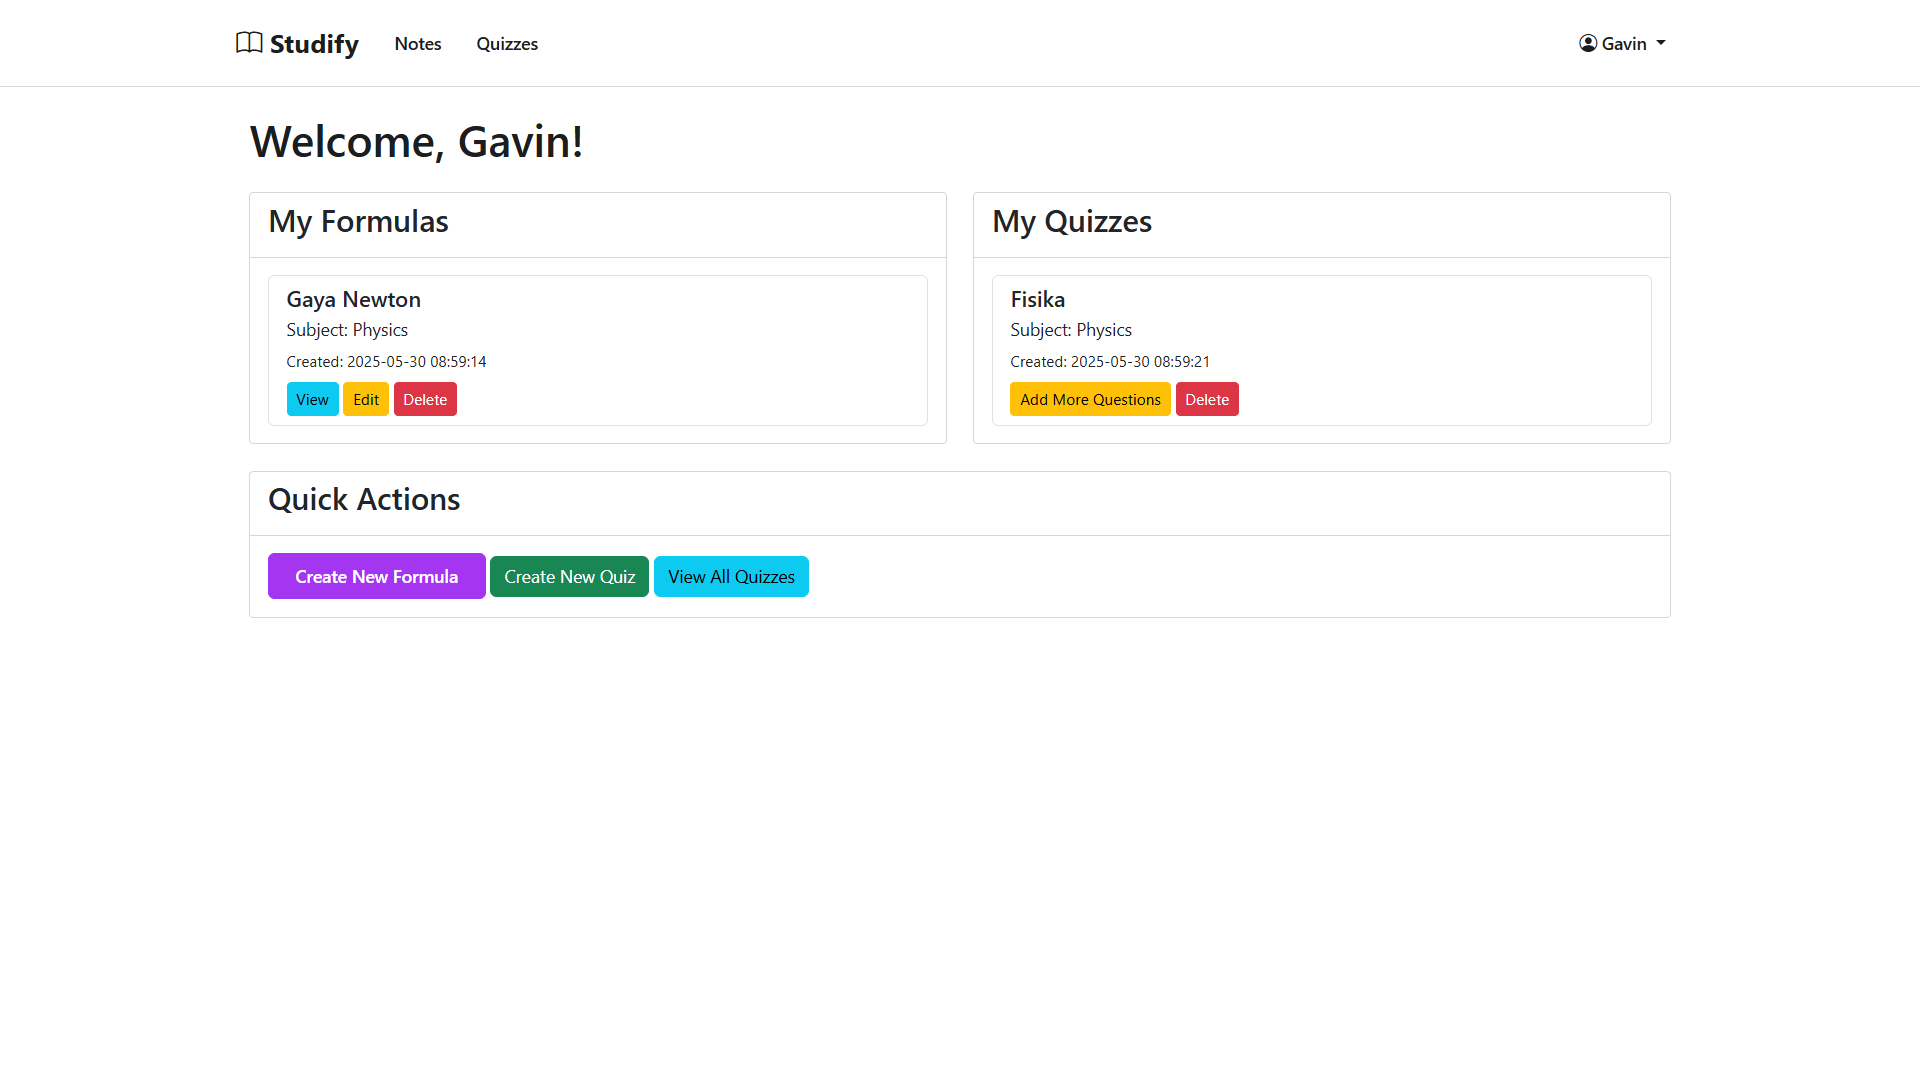 Studify Notes Quizzes Gavin
Welcome, Gavin!
My Formulas
Gaya Newton
Subject: Physics
Created: 2025-05-30 08:59:14
View Edit Delete
My Quizzes
Fisika
Subject: Physics
Created: 2025-05-30 08:59:21
Add More Questions Delete
Quick Actions
Create New Formula Create New Quiz View All Quizzes